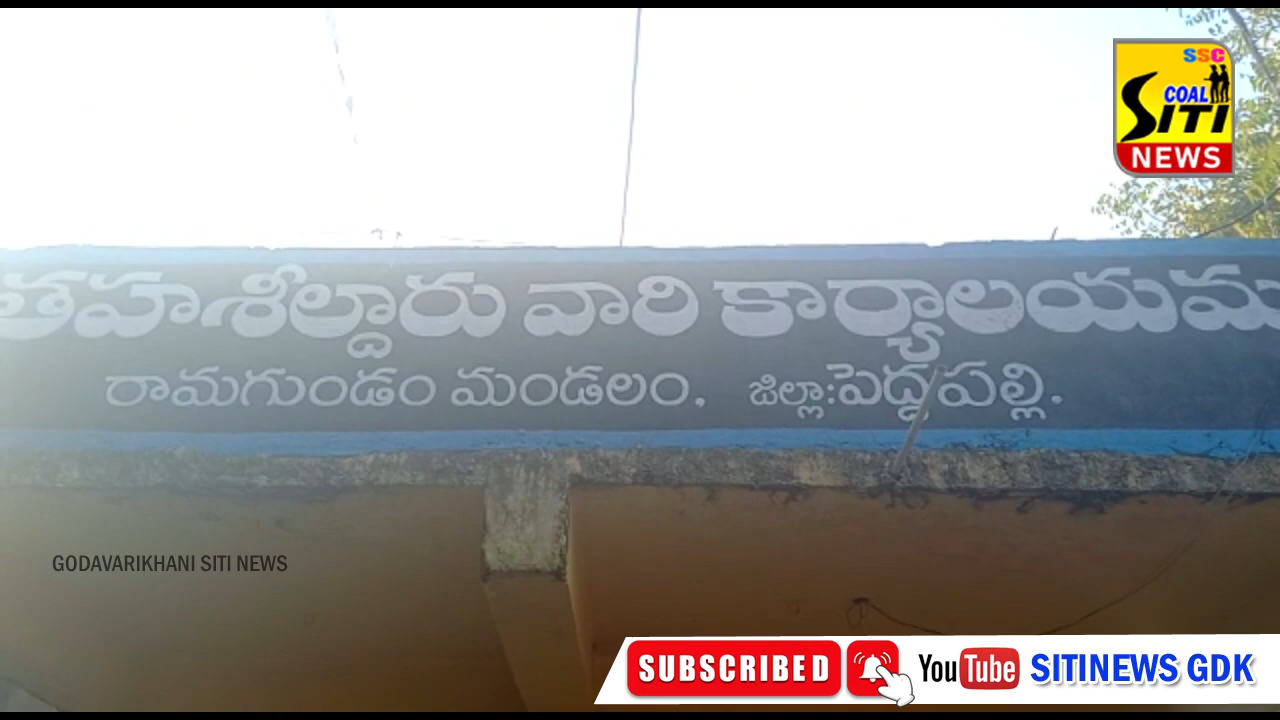 SSC
COAL
SITI
NEWS
తహశీల్దారు వారి కార్యాలయము
రామగుండం మండలం, జిల్లా:పెద్దపల్లి.
GODAVARIKHANI SITI NEWS
SUBSCRIBED YouTube SITINEWS GDK